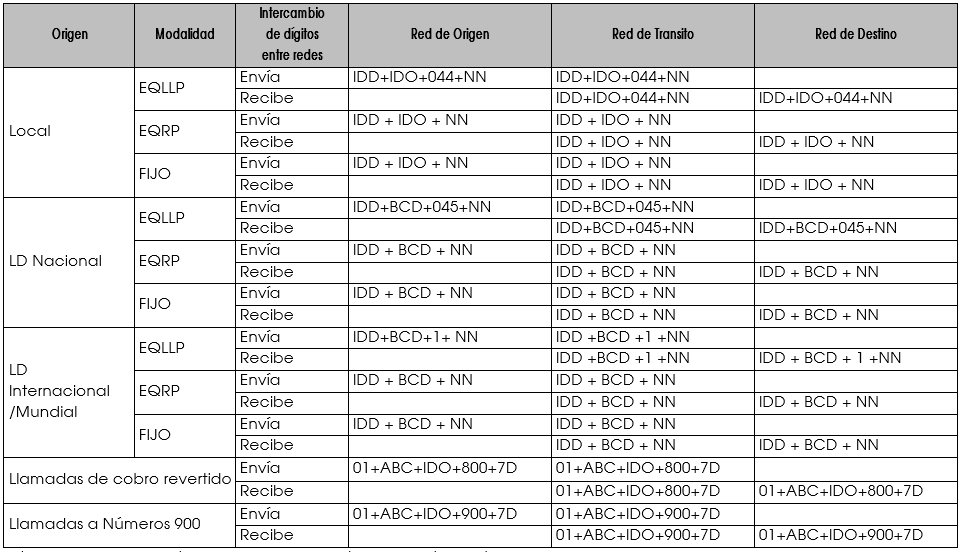 Origen Modalidad Intercambio de dígitos entre redes Red de Origen Red de Transito Red de Destino
Local EQLLP Envía IDD+IDO+044+NN IDD+IDO+044+NN
Recibe IDD+IDO+044+NN IDD+IDO+044+NN
EQRP Envía IDD + IDO + NN IDD + IDO + NN
Recibe IDD + IDO + NN IDD + IDO + NN
FIJO Envía IDD + IDO + NN IDD + IDO + NN
Recibe IDD + IDO + NN IDD + IDO + NN
LD Nacional EQLLP Envía IDD+BCD+045+NN IDD+BCD+045+NN
Recibe IDD+BCD+045+NN IDD+BCD+045+NN
EQRP Envía IDD + BCD + NN IDD + BCD + NN
Recibe IDD + BCD + NN IDD + BCD + NN
FIJO Envía IDD + BCD + NN IDD + BCD + NN
Recibe IDD + BCD + NN IDD + BCD + NN
LD Internacional /Mundial EQLLP Envía IDD+BCD+1+ NN IDD +BCD +1 +NN
Recibe IDD +BCD +1 +NN IDD + BCD + 1 +NN
EQRP Envía IDD + BCD + NN IDD + BCD + NN
Recibe IDD + BCD + NN IDD + BCD + NN
FIJO Envía IDD + BCD + NN IDD + BCD + NN
Recibe IDD + BCD + NN IDD + BCD + NN
Llamadas de cobro revertido Envía 01+ABC+IDO+800+7D 01+ABC+IDO+800+7D
Recibe 01+ABC+IDO+800+7D 01+ABC+IDO+800+7D
Llamadas a Números 900 Envía 01+ABC+IDO+900+7D 01+ABC+IDO+900+7D
Recibe 01+ABC+IDO+900+7D 01+ABC+IDO+900+7D